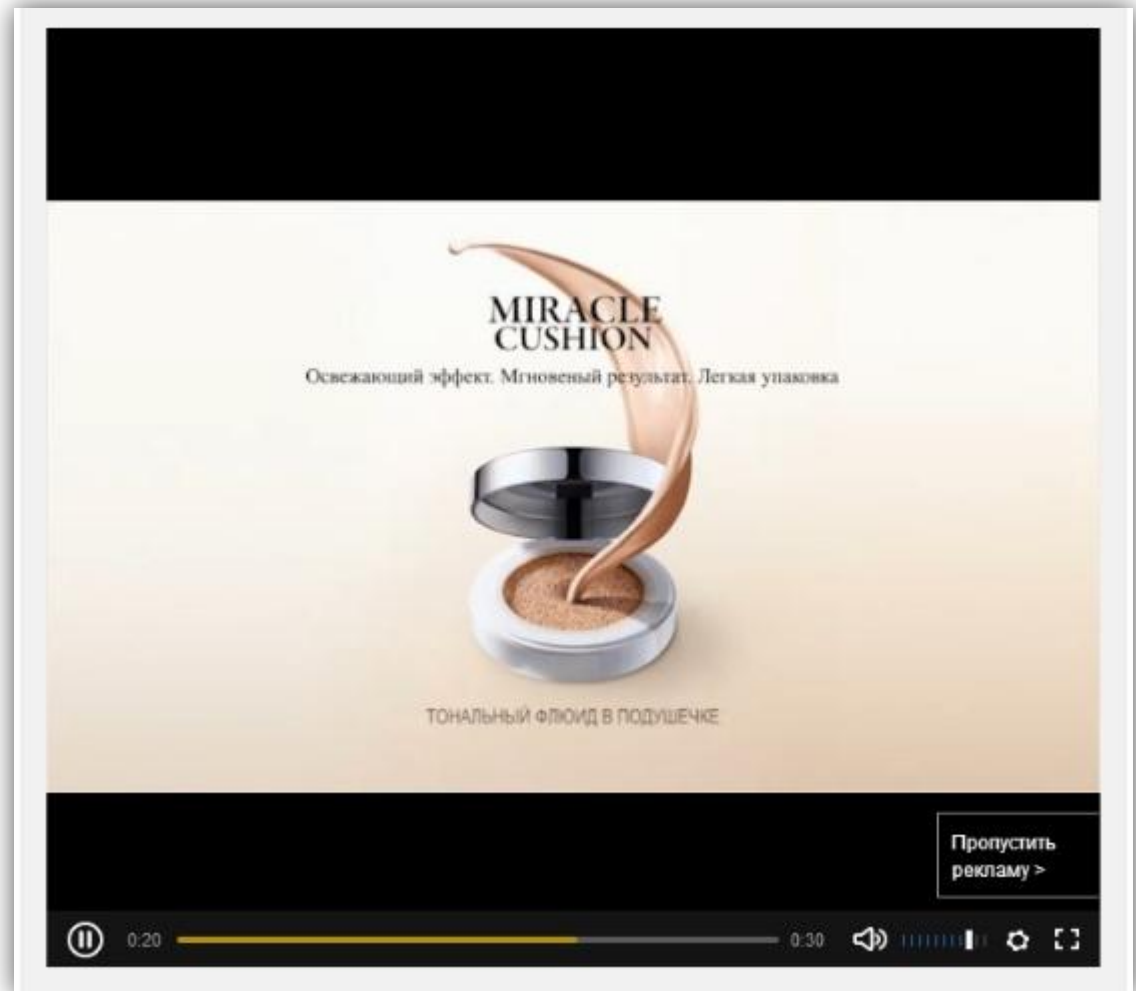 MIRACLE
CUSHION
Освежающий эффект. Мгновеный результат. Легкая упаковка
ТОНАЛЬНЫЙ ФЛЮИД В ПОДУШЕЧКЕ
Пропустить
рекламу >
0:20 0:30